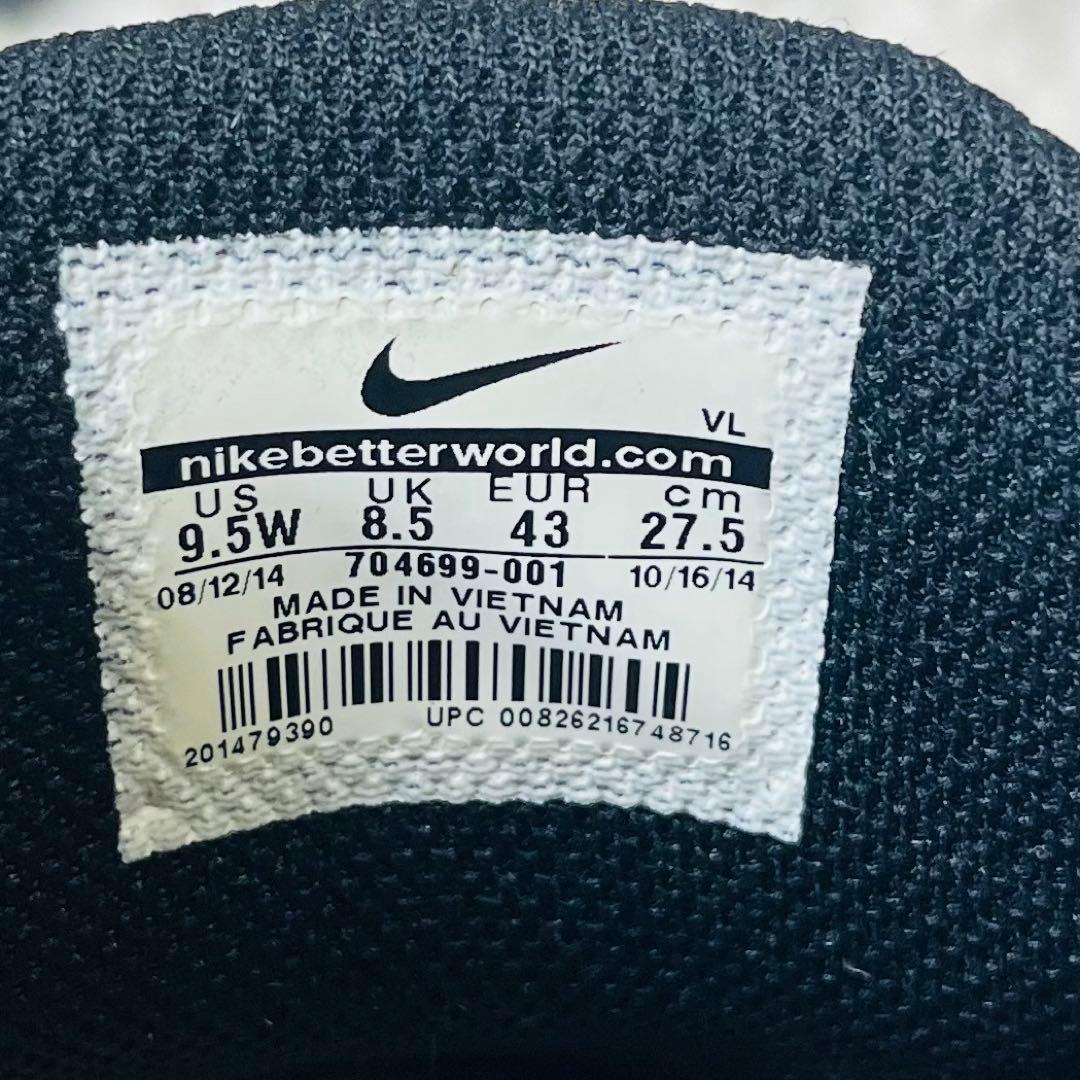 VL
nikebetterworld.com
US UK EUR cm
9.5W 8.5 43 27.5
08/12/14 704699-001 10/16/14
MADE IN VIETNAM
FABRIQUE AU VIETNAM
201479390 UPC 00826216748716